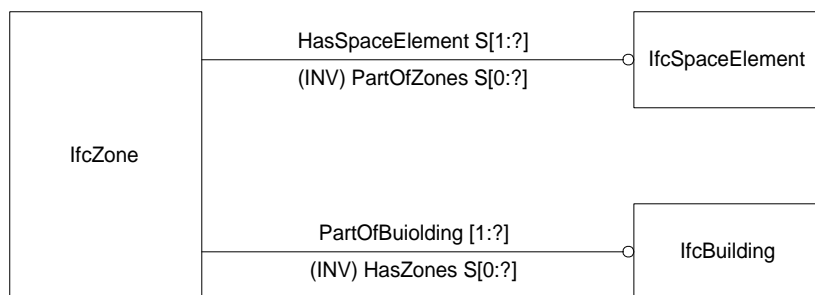 HasSpaceElement S[1:?]
IfcSpaceElement
(INV) PartOfZones S[0:?]
IfcZone
PartOfBuiolding [1:?]
IfcBuilding
(INV) HasZones S[0:?]